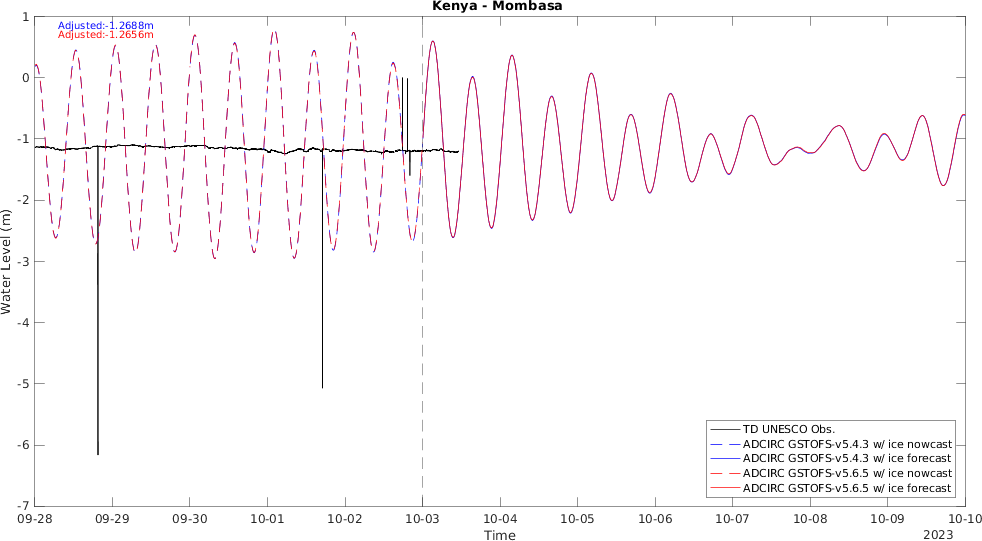 Kenya - Mombasa
Adjusted:-1.2688m
Adjusted:-1.2656m
1
0
-1
-2
-3
-4
-5
-6
-7
Water Level (m)
TD UNESCO Obs.
ADCIRC GSTOFS-v5.4.3 w/ ice nowcast
ADCIRC GSTOFS-v5.4.3 w/ ice forecast
ADCIRC GSTOFS-v5.6.5 w/ ice nowcast
ADCIRC GSTOFS-v5.6.5 w/ ice forecast
09-28 09-29 09-30 10-01 10-02 10-03 10-04 10-05 10-06 10-07 10-08 10-09 10-10
Time
2023